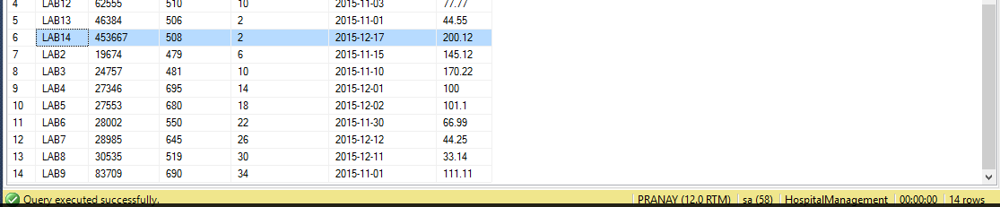 4 LAB12 62555 510 10 2015-11-03 77.77
5 LAB13 46384 506 2 2015-11-01 44.55
6 LAB14 453667 508 2 2015-12-17 200.12
7 LAB2 19674 479 6 2015-11-15 145.12
8 LAB3 24757 481 10 2015-11-10 170.22
9 LAB4 27346 695 14 2015-12-01 100
10 LAB5 27553 680 18 2015-12-02 101.1
11 LAB6 28002 550 22 2015-11-30 66.99
12 LAB7 28985 645 26 2015-12-12 44.25
13 LAB8 30535 519 30 2015-12-11 33.14
14 LAB9 83709 690 34 2015-11-01 111.11
Query executed successfully. PRANAY (12.0 RTM) sa (58) HospitalManagement 00:00:00 14 rows